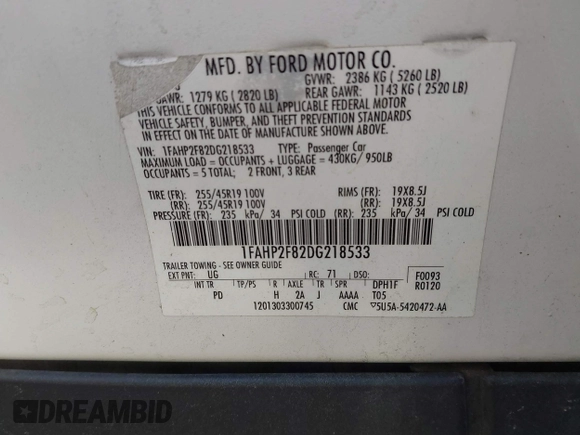 MFD. BY FORD MOTOR CO.
GVWR: 2386 KG ( 5260 LB)
GAWR: 1279 KG ( 2820 LB) REAR GAWR: 1143 KG ( 2520 LB)
THIS VEHICLE CONFORMS TO ALL APPLICABLE FEDERAL MOTOR
VEHICLE SAFETY, BUMPER, AND THEFT PREVENTION STANDARDS
IN EFFECT ON THE DATE OF MANUFACTURE SHOWN ABOVE.
VIN: 1FAHP2F82DG218533 TYPE: Passenger Car
MAXIMUM LOAD = OCCUPANTS + LUGGAGE = 430KG/ 950LB
OCCUPANTS = 5 TOTAL; 2 FRONT, 3 REAR
TIRE (FR): 255/45R19 100V RIMS (FR): 19X8.5J
(RR): 255/45R19 100V (RR): 19X8.5J
PRESSURE (FR): 235 kPa/ 34 PSI COLD (RR): 235 kPa/ 34 PSI COLD
1FAHP2F82DG218533
TRAILER TOWING - SEE OWNER GUIDE
EXT PNT: UG RC: 71 DSO: F0093
INT TR TP/PS R AXLE TR SPR DPH1F R0120
PD H 2A J AAAA T05
1201303300745 CMC 5U5A-5420472-AA
DREAMBID